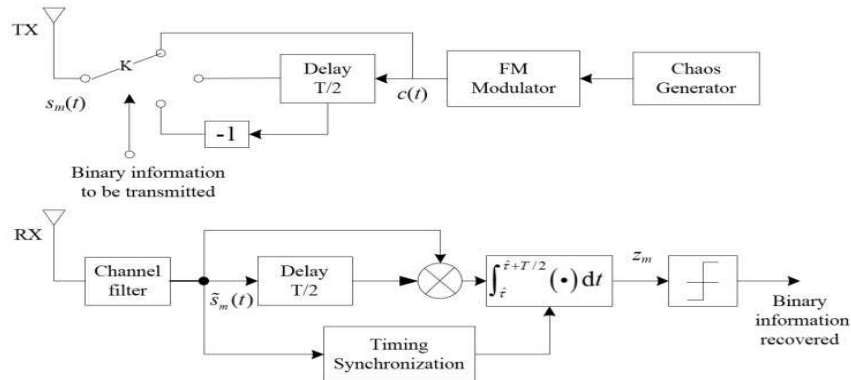 TX
K
s_m(t)
Delay
T/2
c(t)
FM
Modulator
Chaos
Generator
-1
Binary information
to be transmitted
RX
Channel
filter
s̃_m(t)
Delay
T/2
∫_τ̂^τ̂+T/2 (•) dt
z_m
Timing
Synchronization
Binary
information
recovered